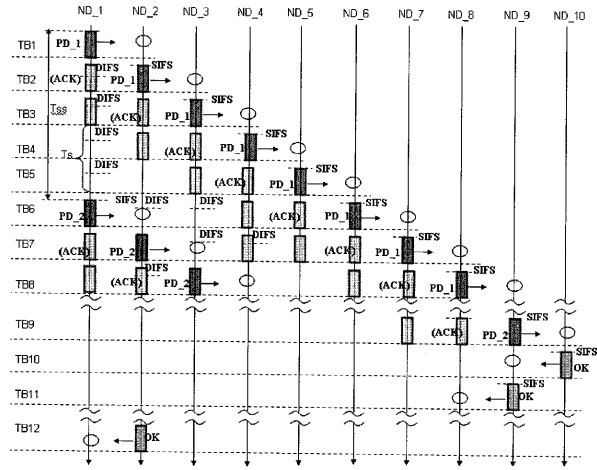 ND_1 ND_2 ND_3 ND_4 ND_5 ND_6 ND_7 ND_8 ND_9 ND_10
TB1 PD_1
TB2 (ACK) DIFS PD_1 SIFS
Tss
TB3 DIFS (ACK) PD_1 SIFS
TB4 DIFS (ACK) PD_1 SIFS
Ts
TB5 DIFS (ACK) PD_1 SIFS
TB6 PD_2 SIFS DIFS DIFS (ACK) PD_1 SIFS
TB7 (ACK) PD_2 DIFS DIFS (ACK) PD_1 SIFS
TB8 (ACK) DIFS PD_2 (ACK) PD_1 SIFS
TB9 (ACK) PD_2 SIFS
TB10 SIFS OK
TB11 SIFS OK
TB12 OK